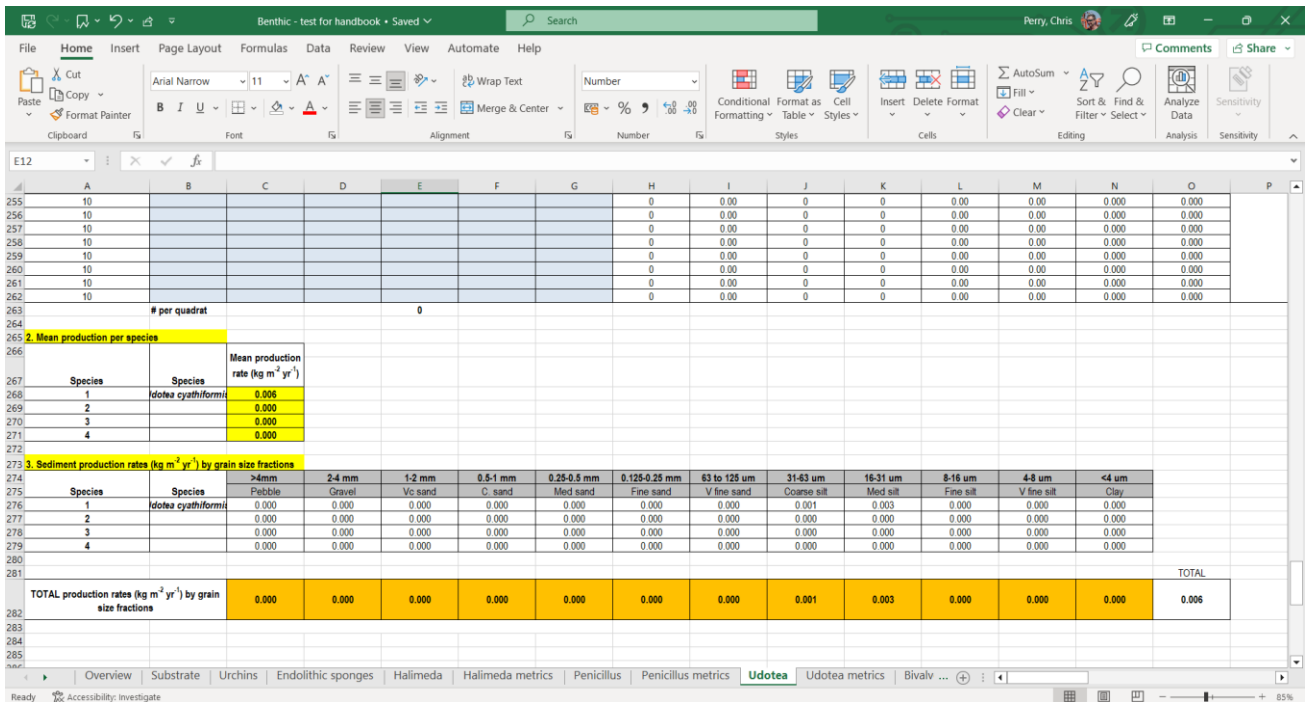 Benthic - test for handbook • Saved
Search
Perry, Chris
File Home Insert Page Layout Formulas Data Review View Automate Help
Comments Share
Paste
Cut
Copy
Format Painter
Clipboard
Arial Narrow 11
B I U
Font
Wrap Text
Merge & Center
Alignment
Number
Number
Conditional Formatting
Format as Table
Cell Styles
Styles
Insert Delete Format
Cells
AutoSum
Fill
Clear
Sort & Filter
Find & Select
Editing
Analyze Data
Analysis
Sensitivity
Sensitivity
E12 fx
A B C D E F G H I J K L M N O P
255 10 0 0.00 0 0 0.00 0.00 0.000 0.000
256 10 0 0.00 0 0 0.00 0.00 0.000 0.000
257 10 0 0.00 0 0 0.00 0.00 0.000 0.000
258 10 0 0.00 0 0 0.00 0.00 0.000 0.000
259 10 0 0.00 0 0 0.00 0.00 0.000 0.000
260 10 0 0.00 0 0 0.00 0.00 0.000 0.000
261 10 0 0.00 0 0 0.00 0.00 0.000 0.000
262 10 0 0.00 0 0 0.00 0.00 0.000 0.000
263 # per quadrat 0
264
265 2. Mean production per species
266 Mean production
267 Species Species rate (kg m⁻² yr⁻¹)
268 1 dotea cyathiformi 0.006
269 2 0.000
270 3 0.000
271 4 0.000
272
273 3. Sediment production rates (kg m⁻² yr⁻¹) by grain size fractions
274 >4mm 2-4 mm 1-2 mm 0.5-1 mm 0.25-0.5 mm 0.125-0.25 mm 63 to 125 um 31-63 um 16-31 um 8-16 um 4-8 um <4 um
275 Species Species Pebble Gravel Vc sand C. sand Med sand Fine sand V fine sand Coarse silt Med silt Fine silt V fine silt Clay
276 1 dotea cyathiformi 0.000 0.000 0.000 0.000 0.000 0.000 0.000 0.001 0.003 0.000 0.000 0.000
277 2 0.000 0.000 0.000 0.000 0.000 0.000 0.000 0.000 0.000 0.000 0.000 0.000
278 3 0.000 0.000 0.000 0.000 0.000 0.000 0.000 0.000 0.000 0.000 0.000 0.000
279 4 0.000 0.000 0.000 0.000 0.000 0.000 0.000 0.000 0.000 0.000 0.000 0.000
280
281 TOTAL
282 TOTAL production rates (kg m⁻² yr⁻¹) by grain size fractions 0.000 0.000 0.000 0.000 0.000 0.000 0.000 0.001 0.003 0.000 0.000 0.000 0.006
283
284
285
Overview Substrate Urchins Endolithic sponges Halimeda Halimeda metrics Penicillus Penicillus metrics Udotea Udotea metrics Bivalv ...
Ready Accessibility: Investigate 85%